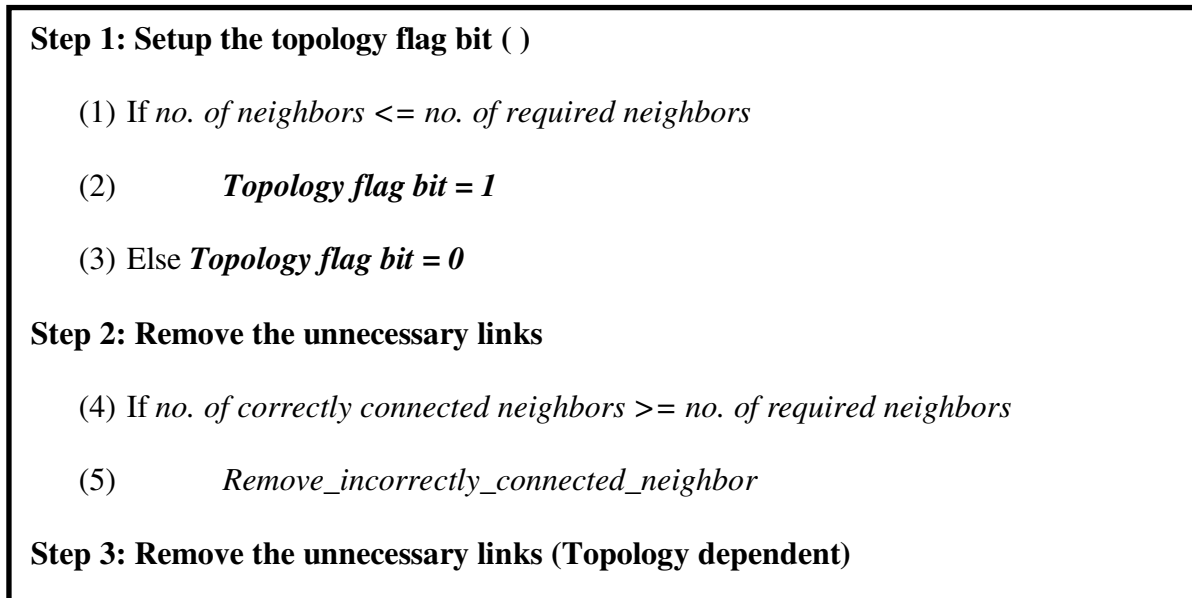 Step 1: Setup the topology flag bit ( )
(1) If no. of neighbors <= no. of required neighbors
(2) Topology flag bit = 1
(3) Else Topology flag bit = 0
Step 2: Remove the unnecessary links
(4) If no. of correctly connected neighbors >= no. of required neighbors
(5) Remove_incorrectly_connected_neighbor
Step 3: Remove the unnecessary links (Topology dependent)